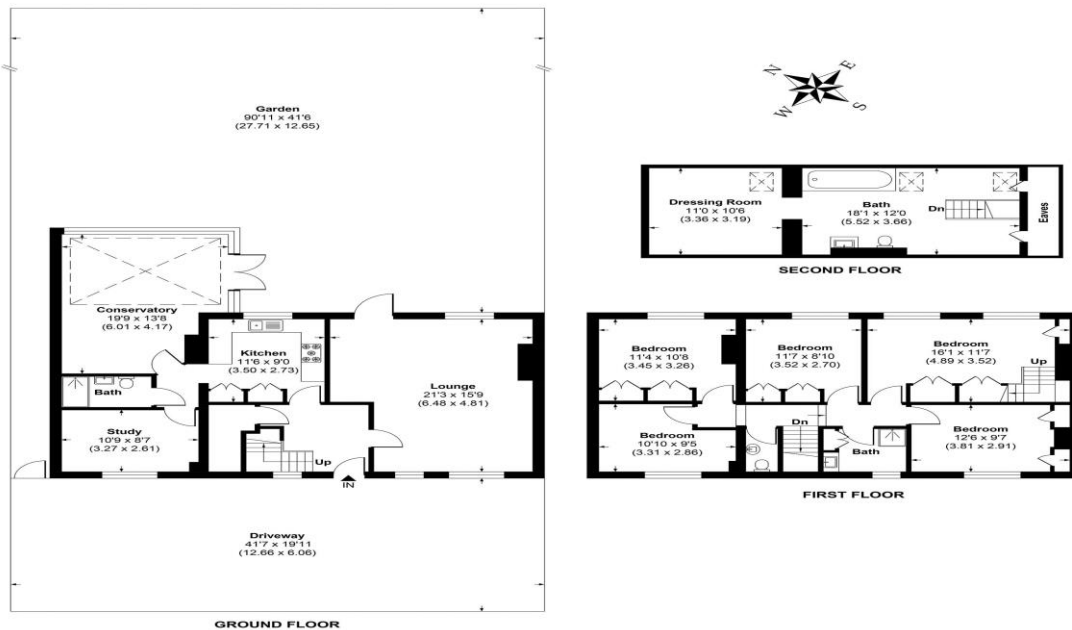 Garden
90'11 x 41'6
(27.71 x 12.65)
Conservatory
19'9 x 13'8
(6.01 x 4.17)
Kitchen
11'6 x 9'0
(3.50 x 2.73)
Lounge
21'3 x 15'9
(6.48 x 4.81)
Bath
Study
10'9 x 8'7
(3.27 x 2.61)
Up
IN
Driveway
41'7 x 19'11
(12.66 x 6.06)
GROUND FLOOR
N
E
W
S
Dressing Room
11'0 x 10'6
(3.36 x 3.19)
Bath
18'1 x 12'0
(5.52 x 3.66)
Dn
Eaves
SECOND FLOOR
Bedroom
11'4 x 10'8
(3.45 x 3.26)
Bedroom
11'7 x 8'10
(3.52 x 2.70)
Bedroom
16'1 x 11'7
(4.89 x 3.52)
Up
Bedroom
10'10 x 9'5
(3.31 x 2.86)
Dn
Bath
Bedroom
12'6 x 9'7
(3.81 x 2.91)
FIRST FLOOR